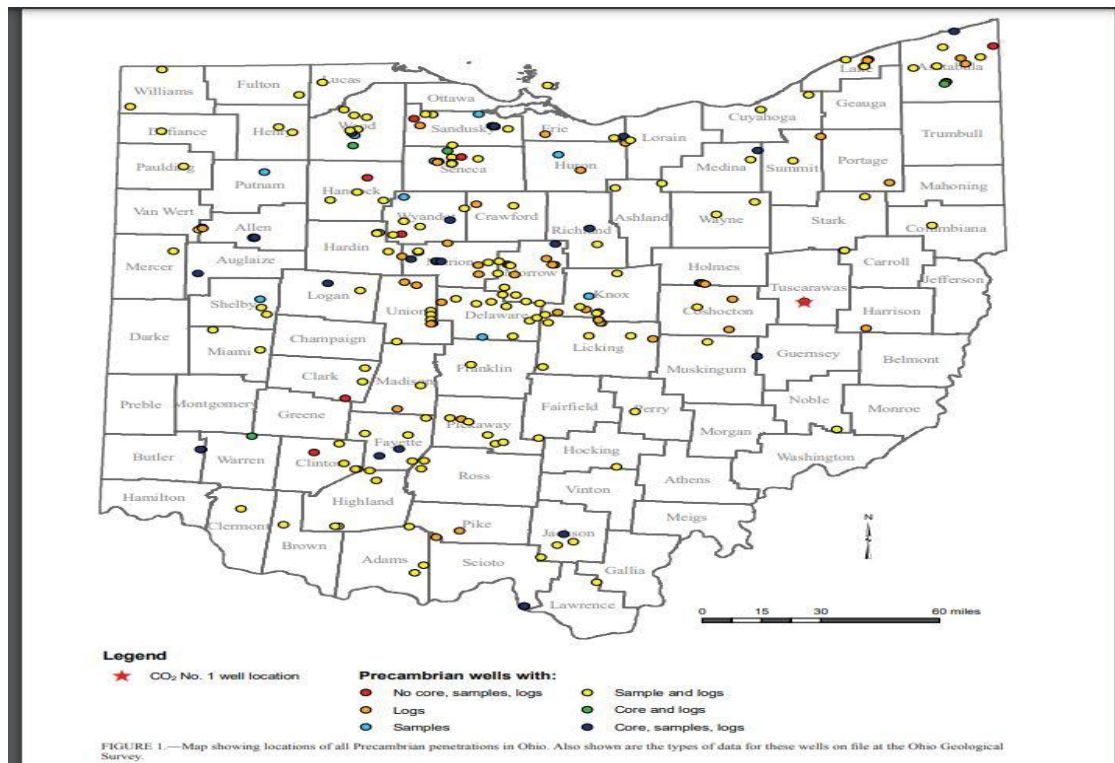 Williams
Fulton
Lucas
Ottawa
Lake
Ashtabula
Geauga
Cuyahoga
Defiance
Henry
Wood
Sandusky
Erie
Lorain
Trumbull
Paulding
Putnam
Hancock
Seneca
Huron
Medina
Summit
Portage
Mahoning
Van Wert
Allen
Wyandot
Crawford
Richland
Ashland
Wayne
Stark
Columbiana
Mercer
Auglaize
Hardin
Marion
Morrow
Holmes
Carroll
Jefferson
Tuscarawas
Shelby
Logan
Union
Delaware
Knox
Coshocton
Harrison
Darke
Miami
Champaign
Licking
Muskingum
Guernsey
Belmont
Clark
Madison
Franklin
Preble
Montgomery
Greene
Fairfield
Perry
Noble
Monroe
Fayette
Pickaway
Morgan
Butler
Warren
Clinton
Hocking
Washington
Ross
Athens
Hamilton
Highland
Vinton
Clermont
Pike
Jackson
Meigs
Brown
Adams
Scioto
Gallia
Lawrence
N
0 15 30 60 miles
Legend
CO₂ No. 1 well location
Precambrian wells with:
No core, samples, logs
Logs
Samples
Sample and logs
Core and logs
Core, samples, logs
FIGURE 1.—Map showing locations of all Precambrian penetrations in Ohio. Also shown are the types of data for these wells on file at the Ohio Geological
Survey.